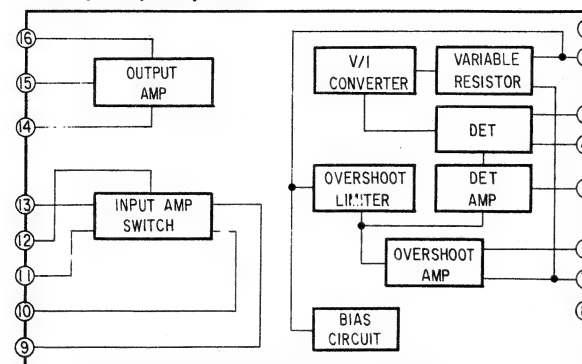 16
15
14
13
12
11
10
9
OUTPUT
AMP
INPUT AMP
SWITCH
V/I
CONVERTER
VARIABLE
RESISTOR
DET
OVERSHOOT
LIMITER
DET
AMP
OVERSHOOT
AMP
BIAS
CIRCUIT